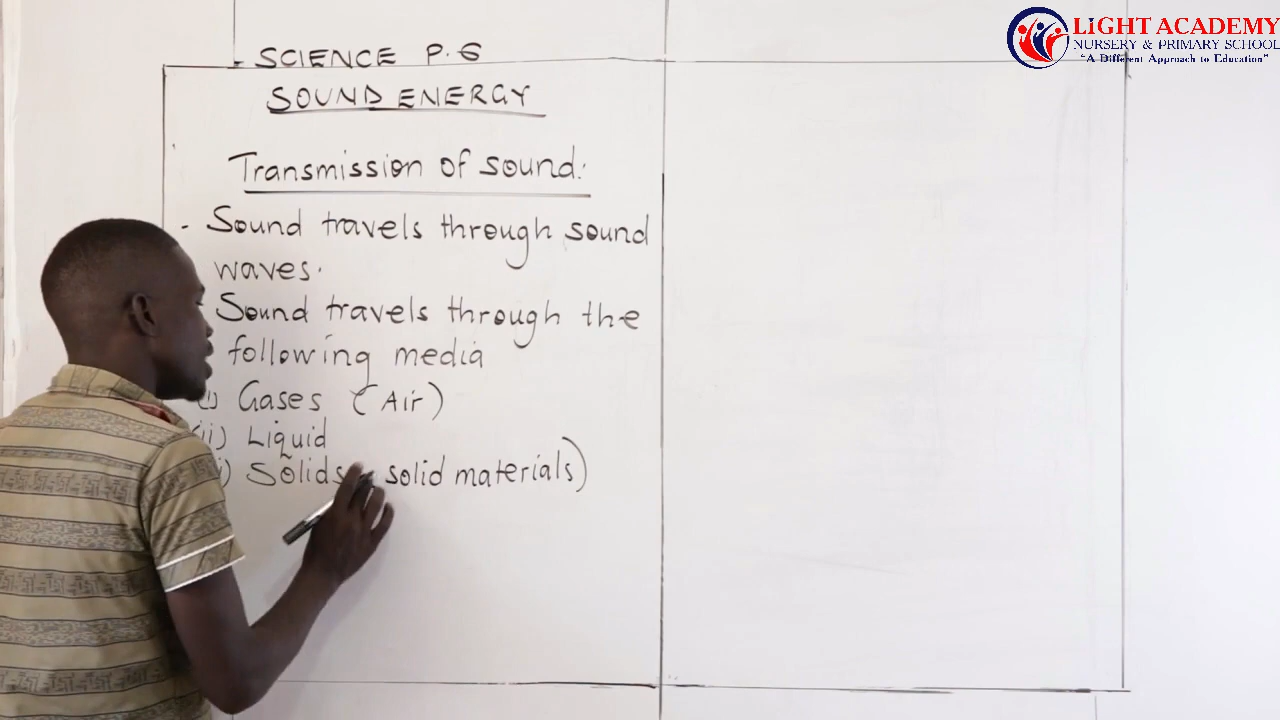 LIGHT ACADEMY
NURSERY & PRIMARY SCHOOL
"A Different Approach to Education"
SCIENCE P.6
SOUND ENERGY
Transmission of sound.
- Sound travels through sound
waves.
Sound travels through the
following media
Gases (Air)
(ii) Liquid
Solids solid materials)